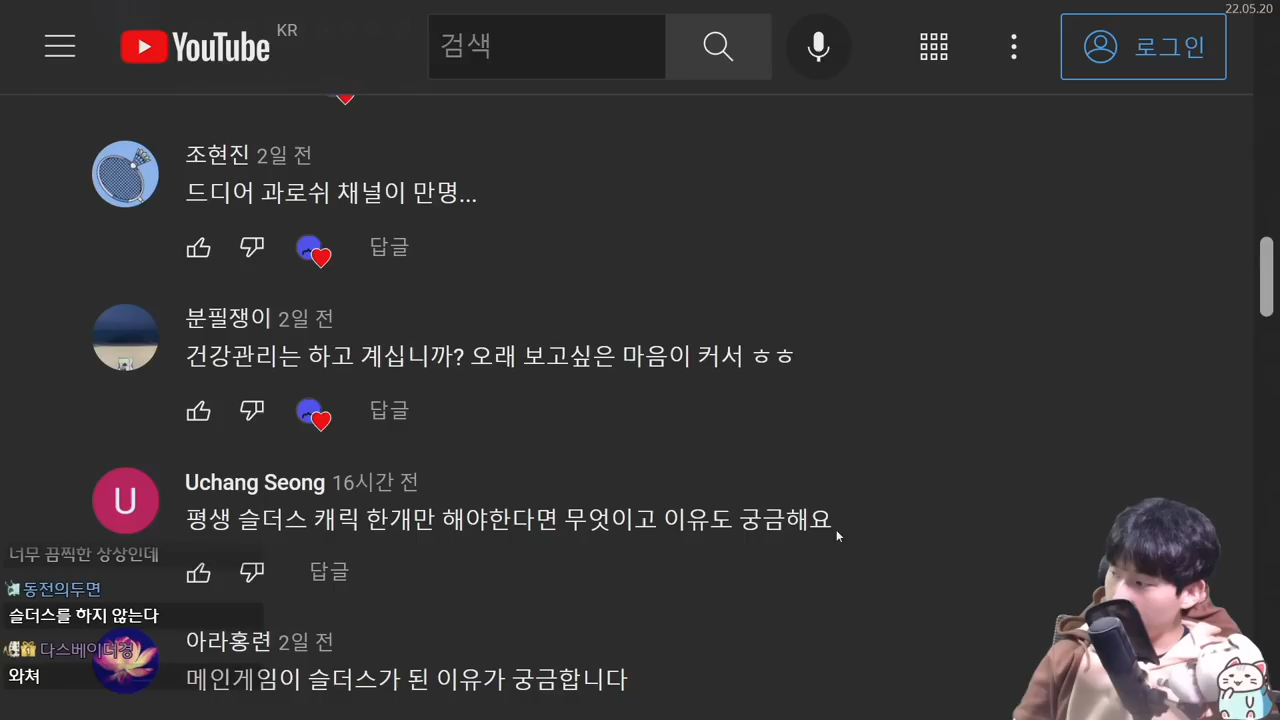 22.05.20
YouTube KR
검색
로그인
조현진 2일 전
드디어 과로쉬 채널이 만명...
답글
분필쟁이 2일 전
건강관리는 하고 계십니까? 오래 보고싶은 마음이 커서 ㅎㅎ
답글
U
Uchang Seong 16시간 전
평생 슬더스 캐릭 한개만 해야한다면 무엇이고 이유도 궁금해요
답글
너무 끔찍한 상상인데
동전의두면
슬더스를 하지 않는다
다스베이더경
와쳐
아라홍련 2일 전
메인게임이 슬더스가 된 이유가 궁금합니다